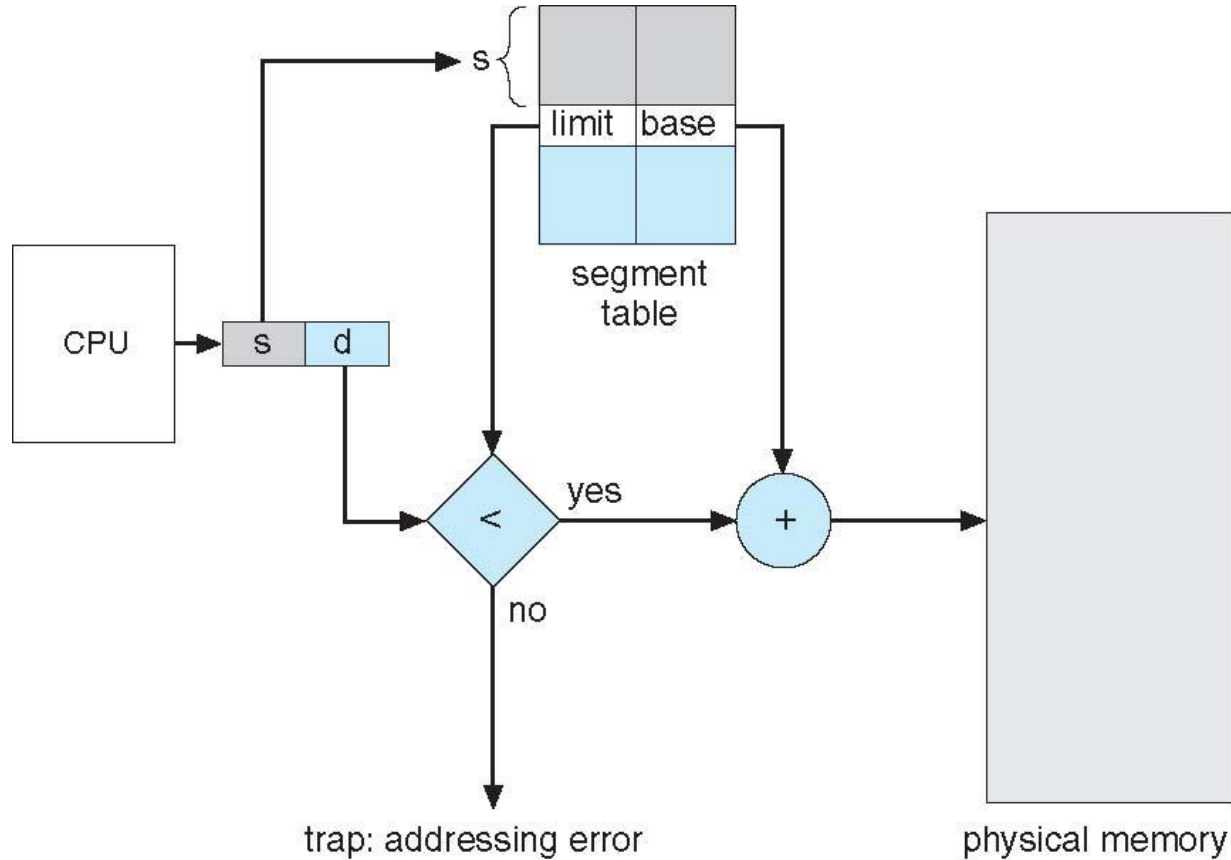 s
limit base
segment
table
CPU
s d
<
yes
+
no
trap: addressing error
physical memory